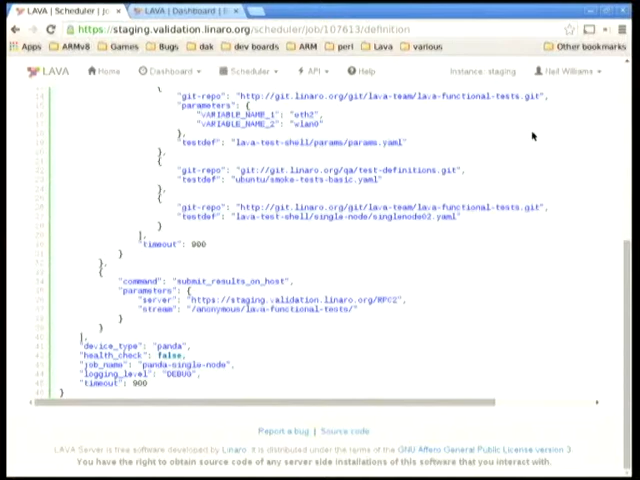 LAVA | Scheduler | jo
LAVA | Dashboard | B
https://staging.validation.linaro.org/scheduler/job/107613/definition
Apps ARMv8 Games Bugs dak dev boards ARM perl Lava various Other bookmarks
LAVA Home Dashboard Scheduler API Help Instance: staging Neil Williams
{
"git-repo": "http://git.linaro.org/git/lava-team/lava-functional-tests.git",
"parameters": {
"VARIABLE_NAME_1": "eth2",
"VARIABLE_NAME_2": "wlan0"
},
"testdef": "lava-test-shell/params/params.yaml"
},
{
"git-repo": "git://git.linaro.org/qa/test-definitions.git",
"testdef": "ubuntu/smoke-tests-basic.yaml"
},
{
"git-repo": "http://git.linaro.org/git/lava-team/lava-functional-tests.git",
"testdef": "lava-test-shell/single-node/singlenode02.yaml"
}
],
"timeout": 900
}
},
{
"command": "submit_results_on_host",
"parameters": {
"server": "https://staging.validation.linaro.org/RPC2",
"stream": "/anonymous/lava-functional-tests/"
}
}
],
"device_type": "panda",
"health_check": false,
"job_name": "panda-single-node",
"logging_level": "DEBUG",
"timeout": 900
}
Report a bug | Source code
LAVA Server is free software developed by Linaro. It is distributed under the terms of the GNU Affero General Public License version 3
You have the right to obtain source code of any server side installations of this software that you interact with.